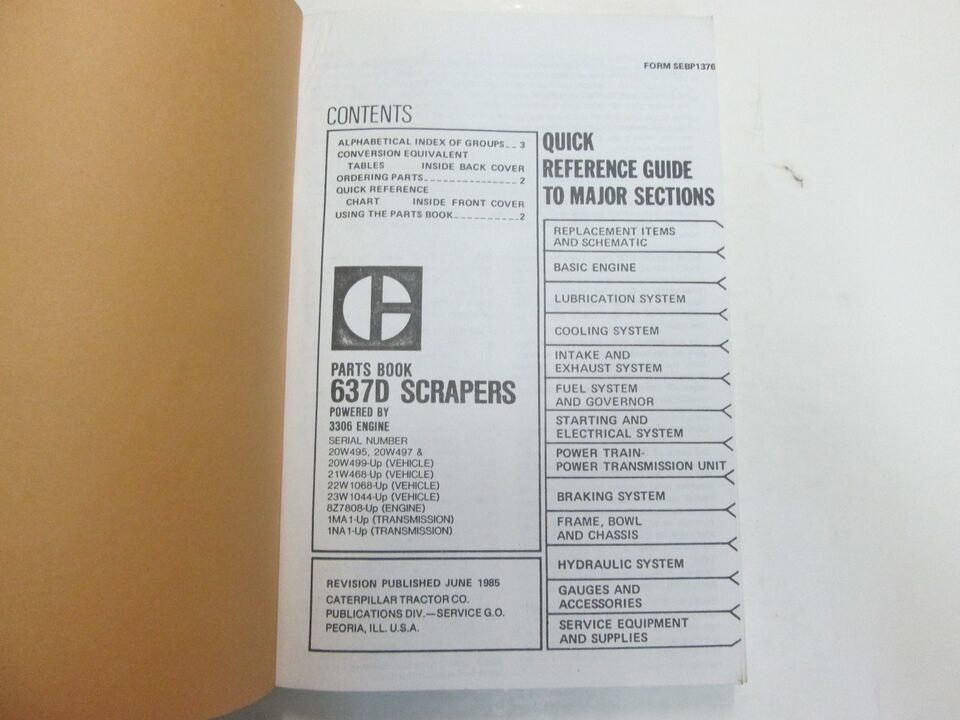 FORM SEBP1376
CONTENTS
ALPHABETICAL INDEX OF GROUPS__ 3
CONVERSION EQUIVALENT
TABLES INSIDE BACK COVER
ORDERING PARTS_______________2
QUICK REFERENCE
CHART INSIDE FRONT COVER
USING THE PARTS BOOK__________2
PARTS BOOK
637D SCRAPERS
POWERED BY
3306 ENGINE
SERIAL NUMBER
20W495, 20W497 &
20W499-Up (VEHICLE)
21W468-Up (VEHICLE)
22W1068-Up (VEHICLE)
23W1044-Up (VEHICLE)
8Z7808-Up (ENGINE)
1MA1-Up (TRANSMISSION)
1NA1-Up (TRANSMISSION)
REVISION PUBLISHED JUNE 1985
CATERPILLAR TRACTOR CO.
PUBLICATIONS DIV.—SERVICE G.O.
PEORIA, ILL. U.S.A.
QUICK
REFERENCE GUIDE
TO MAJOR SECTIONS
REPLACEMENT ITEMS
AND SCHEMATIC
BASIC ENGINE
LUBRICATION SYSTEM
COOLING SYSTEM
INTAKE AND
EXHAUST SYSTEM
FUEL SYSTEM
AND GOVERNOR
STARTING AND
ELECTRICAL SYSTEM
POWER TRAIN-
POWER TRANSMISSION UNIT
BRAKING SYSTEM
FRAME, BOWL
AND CHASSIS
HYDRAULIC SYSTEM
GAUGES AND
ACCESSORIES
SERVICE EQUIPMENT
AND SUPPLIES